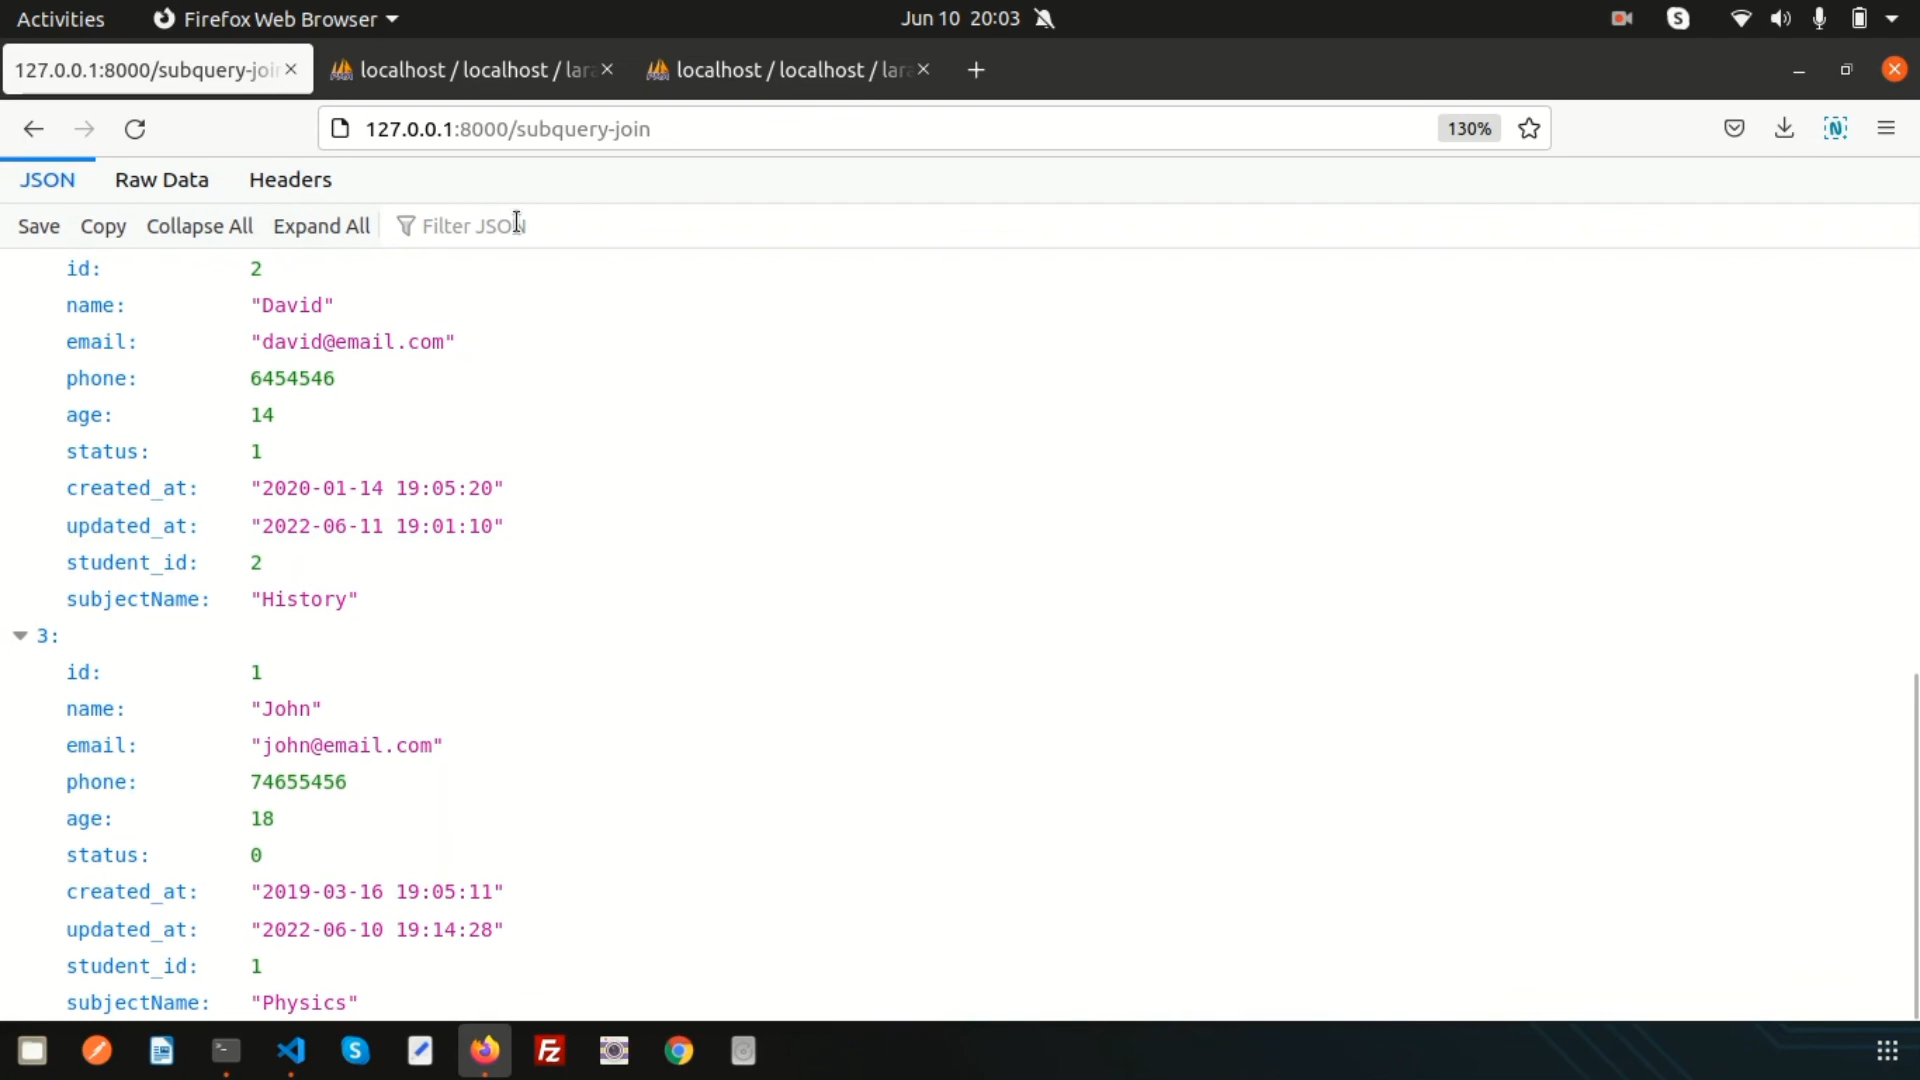 Activities Firefox Web Browser Jun 10 20:03
127.0.0.1:8000/subquery-joi localhost / localhost / lar localhost / localhost / lar
127.0.0.1:8000/subquery-join 130%
JSON Raw Data Headers
Save Copy Collapse All Expand All Filter JSON
id: 2
name: "David"
email: "david@email.com"
phone: 6454546
age: 14
status: 1
created_at: "2020-01-14 19:05:20"
updated_at: "2022-06-11 19:01:10"
student_id: 2
subjectName: "History"
3:
id: 1
name: "John"
email: "john@email.com"
phone: 74655456
age: 18
status: 0
created_at: "2019-03-16 19:05:11"
updated_at: "2022-06-10 19:14:28"
student_id: 1
subjectName: "Physics"